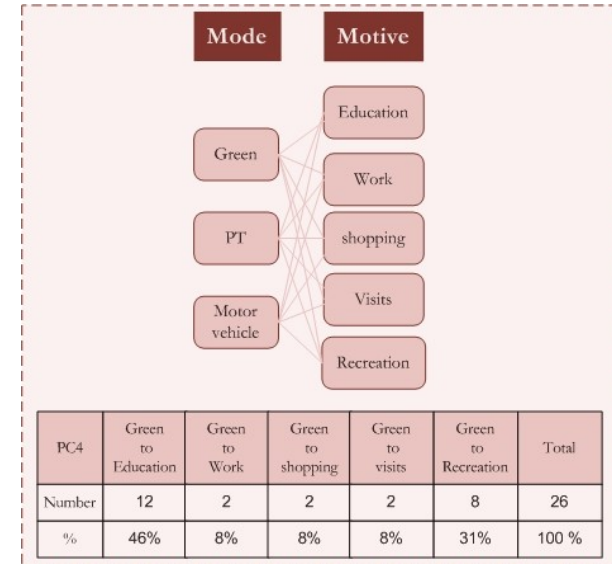 Mode Motive
Education
Green
Work
PT
shopping
Visits
Motor
vehicle
Recreation
PC4 Green to Education Green to Work Green to shopping Green to visits Green to Recreation Total
Number 12 2 2 2 8 26
% 46% 8% 8% 8% 31% 100 %